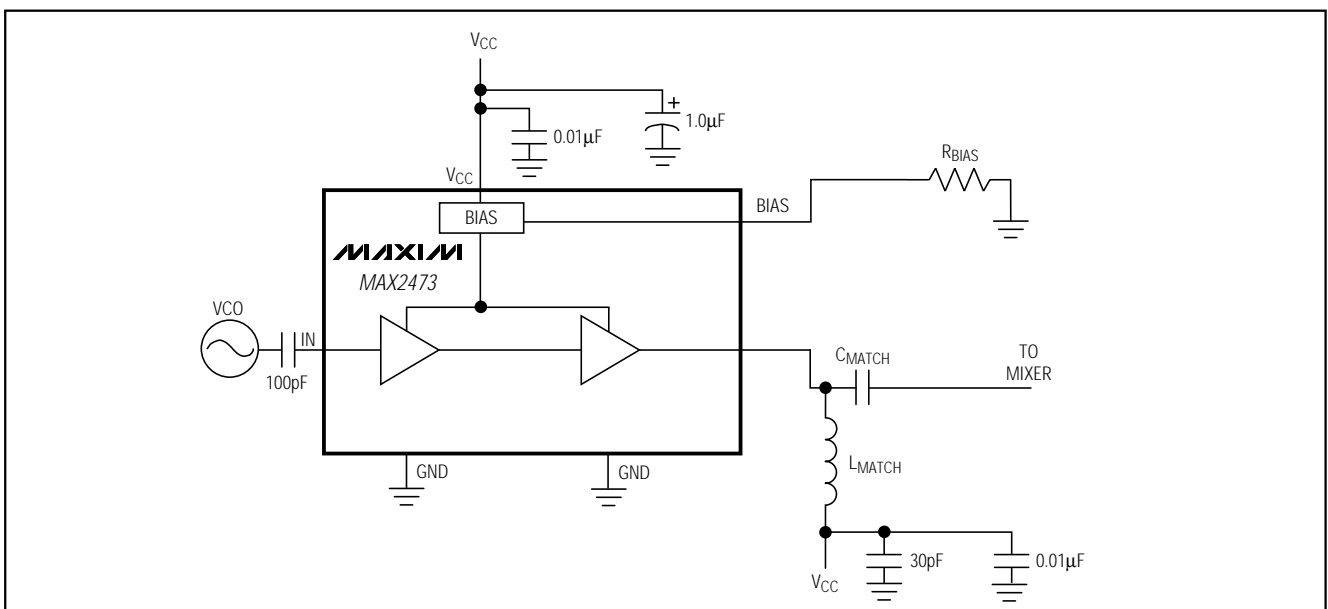 VCC
+
1.0µF
0.01µF
VCC
RBIAS
BIAS
BIAS
MAXIM
MAX2473
VCO
IN
100pF
CMATCH
TO
MIXER
LMATCH
GND
GND
30pF
0.01µF
VCC